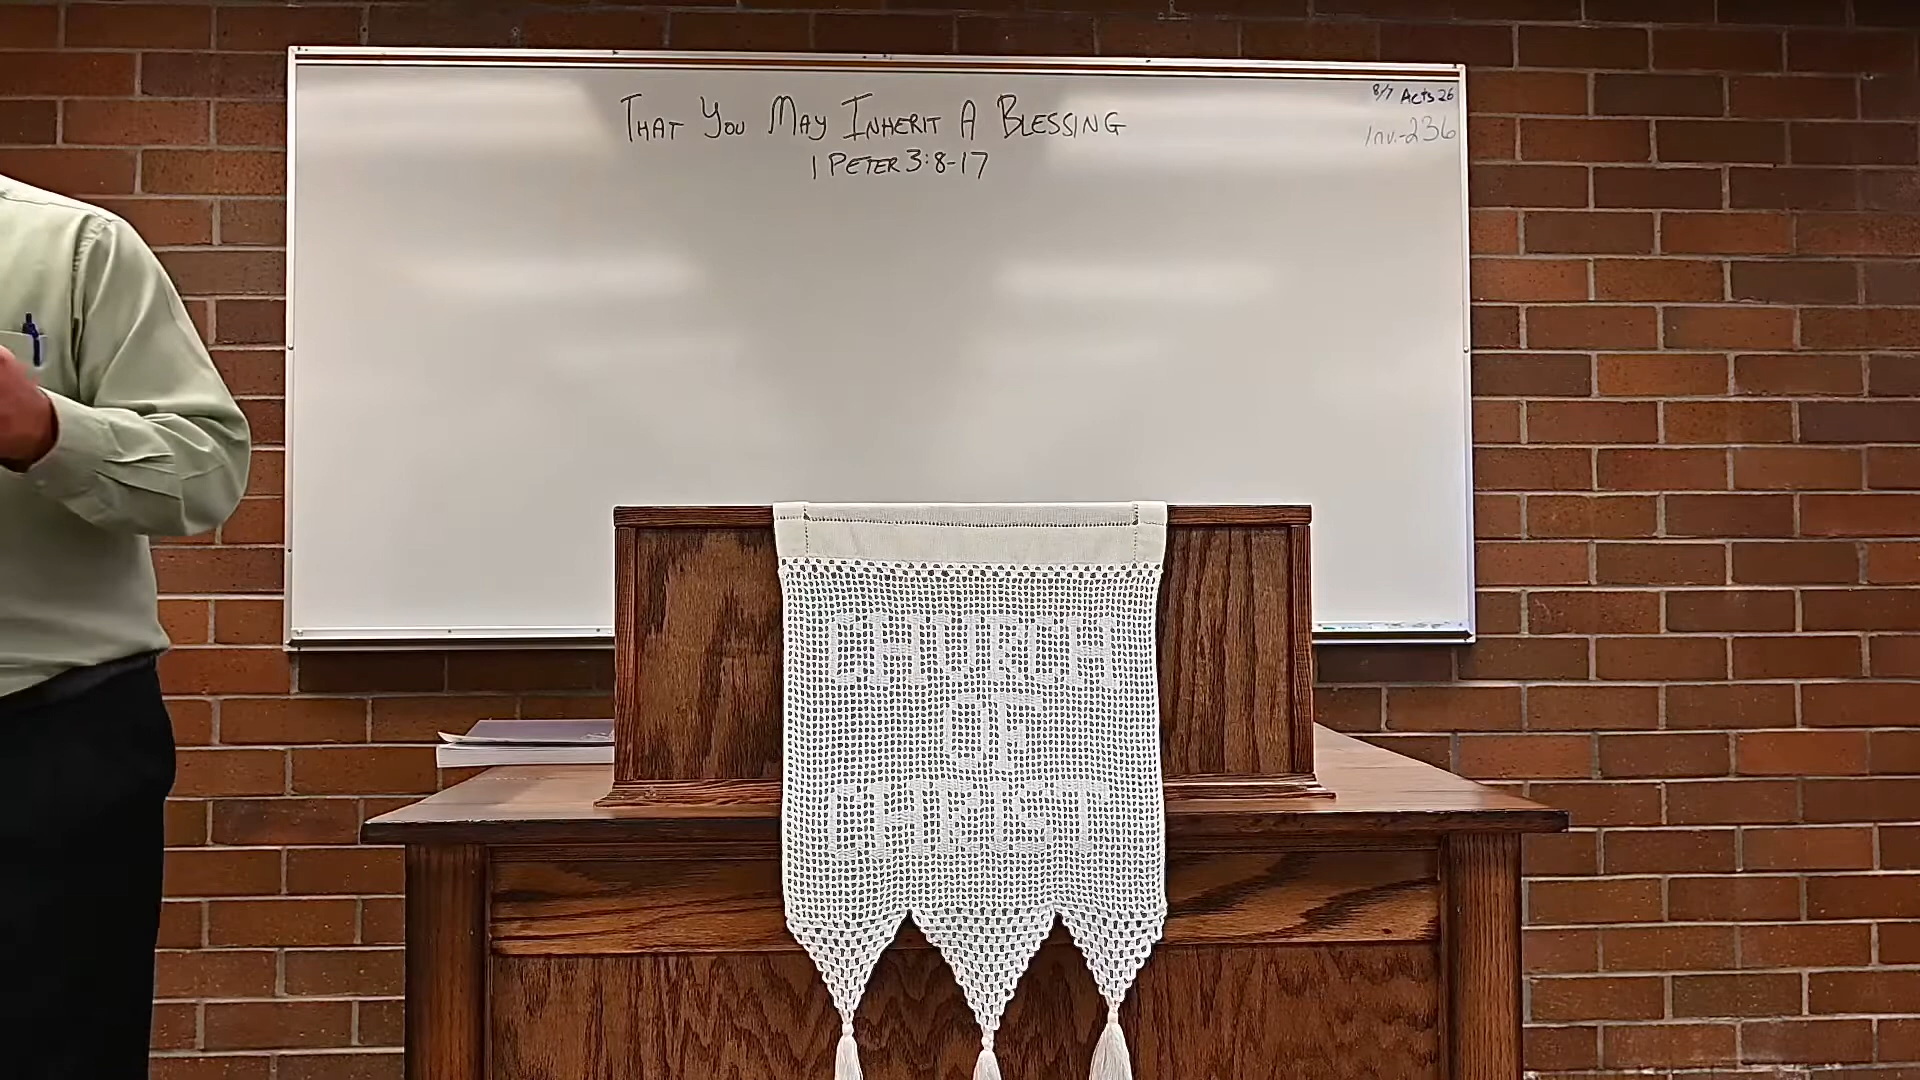 THAT YOU MAY INHERIT A BLESSING
1 PETER 3:8-17
8/7 Acts 26
Inv.-236
CHURCH
OF
CHRIST